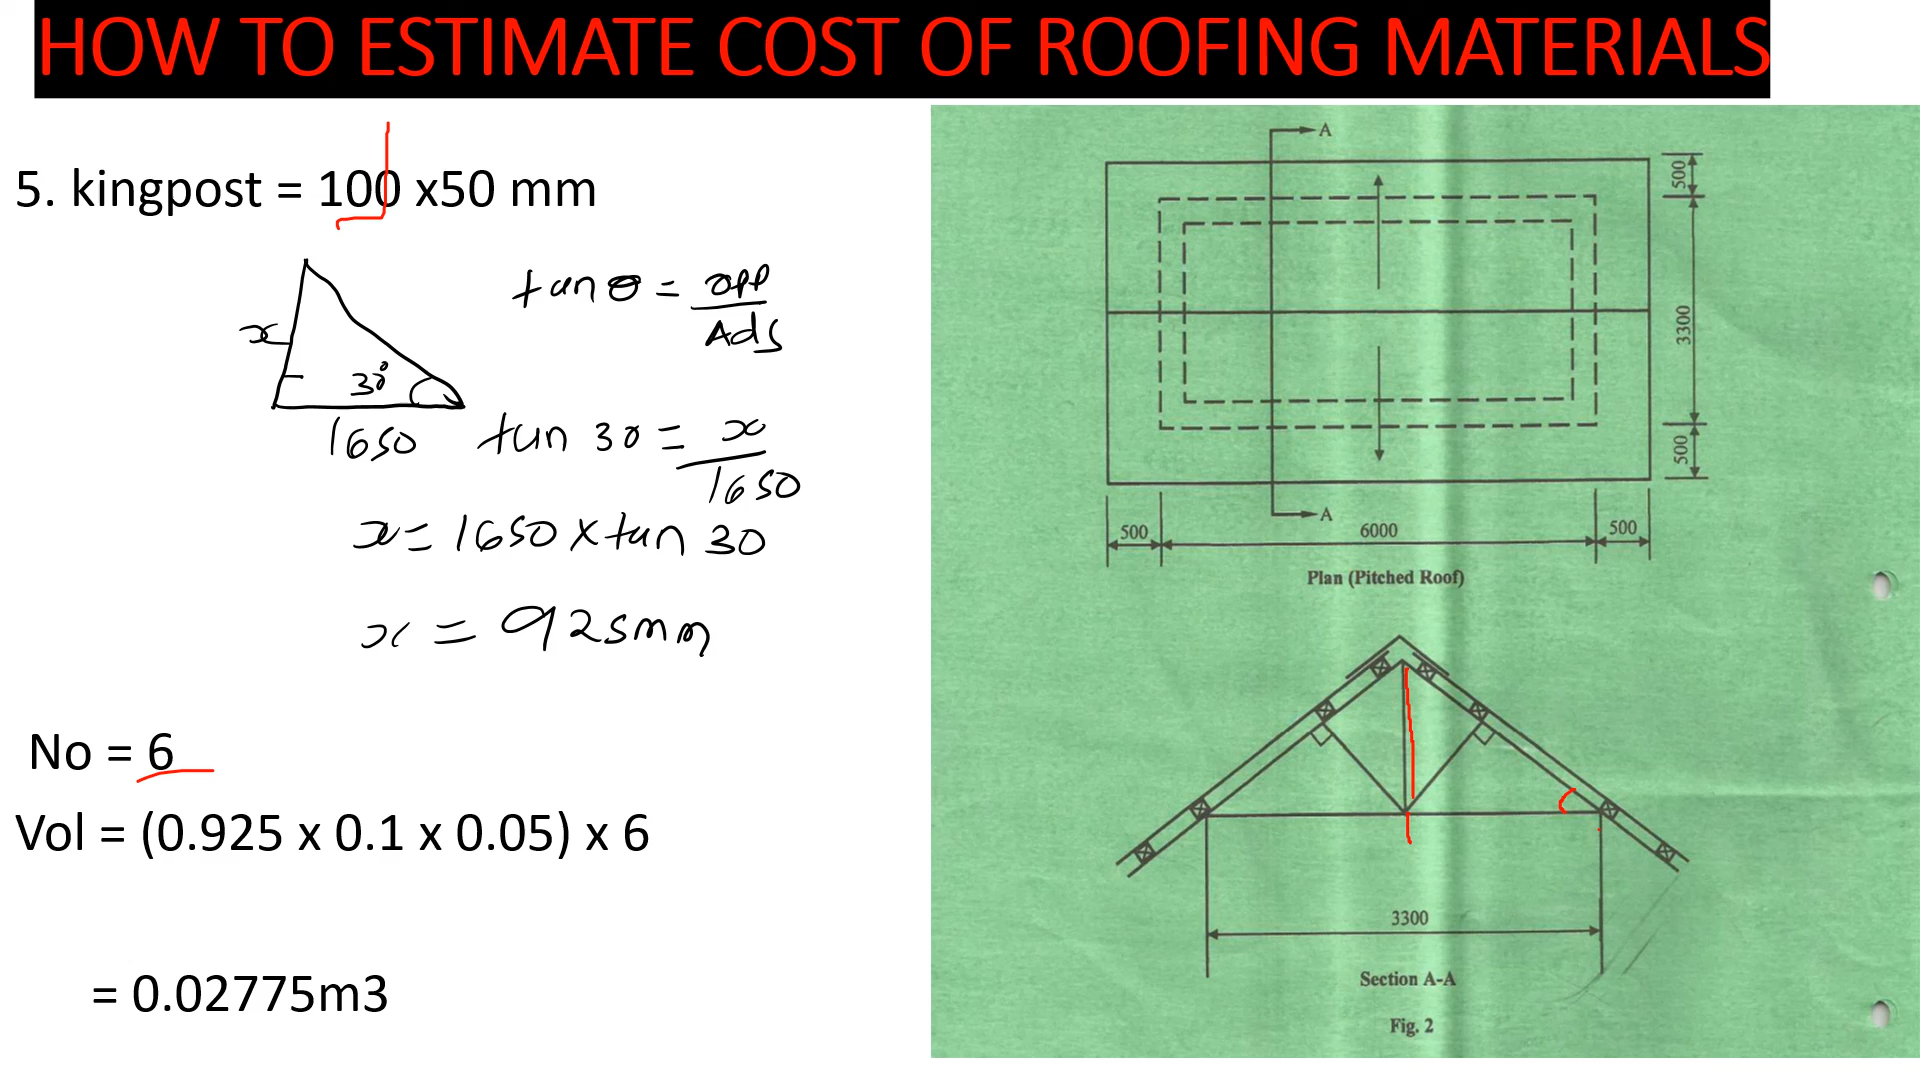 HOW TO ESTIMATE COST OF ROOFING MATERIALS
5. kingpost = 100 x50 mm
x
30°
1650
tan θ = opp
Adj
tan 30 = x
1650
x = 1650 x tan 30
x = 925mm
No = 6
Vol = (0.925 x 0.1 x 0.05) x 6
= 0.02775m3
A
500
3300
500
A
500
6000
500
Plan (Pitched Roof)
3300
Section A-A
Fig. 2